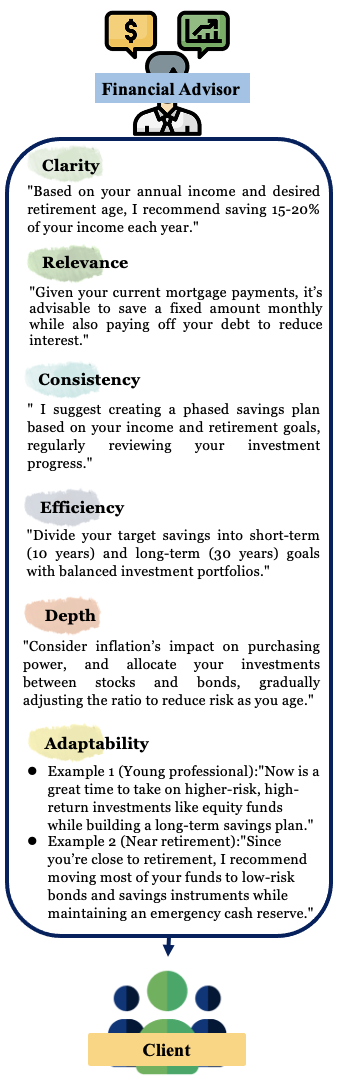 $
Financial Advisor
Clarity
"Based on your annual income and desired
retirement age, I recommend saving 15-20%
of your income each year."
Relevance
"Given your current mortgage payments, it's
advisable to save a fixed amount monthly
while also paying off your debt to reduce
interest."
Consistency
" I suggest creating a phased savings plan
based on your income and retirement goals,
regularly reviewing your investment
progress."
Efficiency
"Divide your target savings into short-term
(10 years) and long-term (30 years) goals
with balanced investment portfolios."
Depth
"Consider inflation's impact on purchasing
power, and allocate your investments
between stocks and bonds, gradually
adjusting the ratio to reduce risk as you age."
Adaptability
● Example 1 (Young professional):"Now is a
great time to take on higher-risk, high-
return investments like equity funds
while building a long-term savings plan."
● Example 2 (Near retirement):"Since
you're close to retirement, I recommend
moving most of your funds to low-risk
bonds and savings instruments while
maintaining an emergency cash reserve."
Client